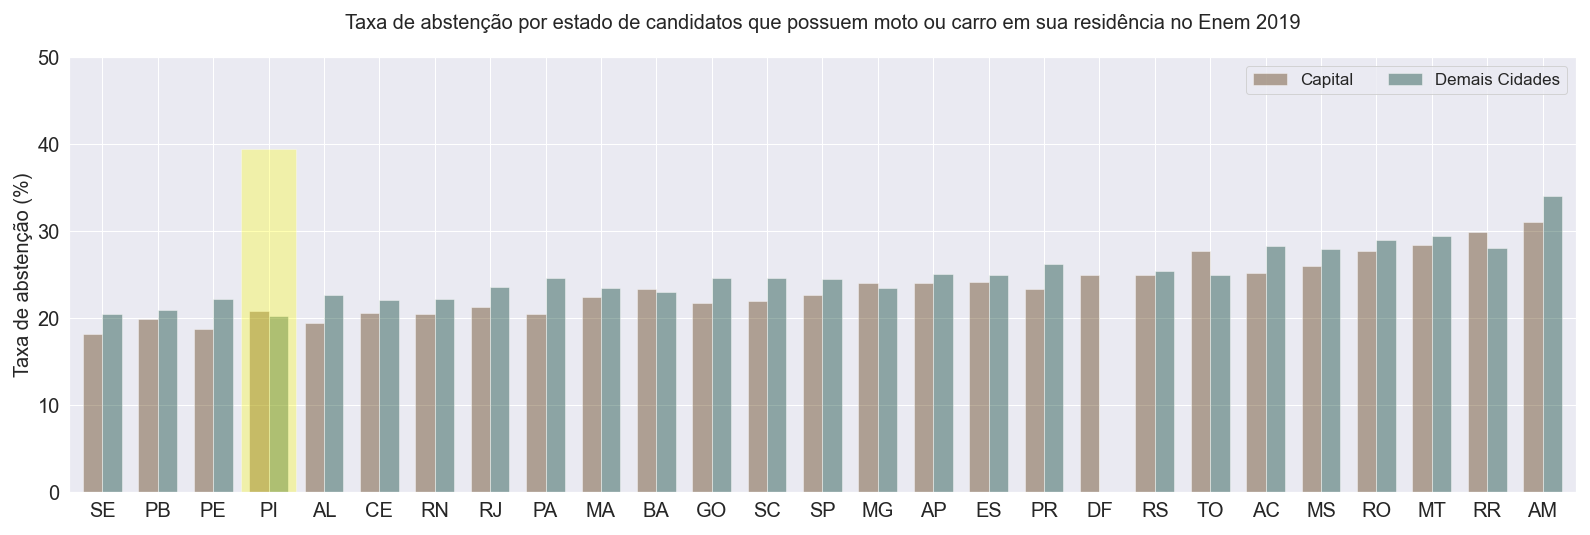 Taxa de abstenção por estado de candidatos que possuem moto ou carro em sua residência no Enem 2019
Capital
Demais Cidades
Taxa de abstenção (%)
50
40
30
20
10
0
SE PB PE PI AL CE RN RJ PA MA BA GO SC SP MG AP ES PR DF RS TO AC MS RO MT RR AM